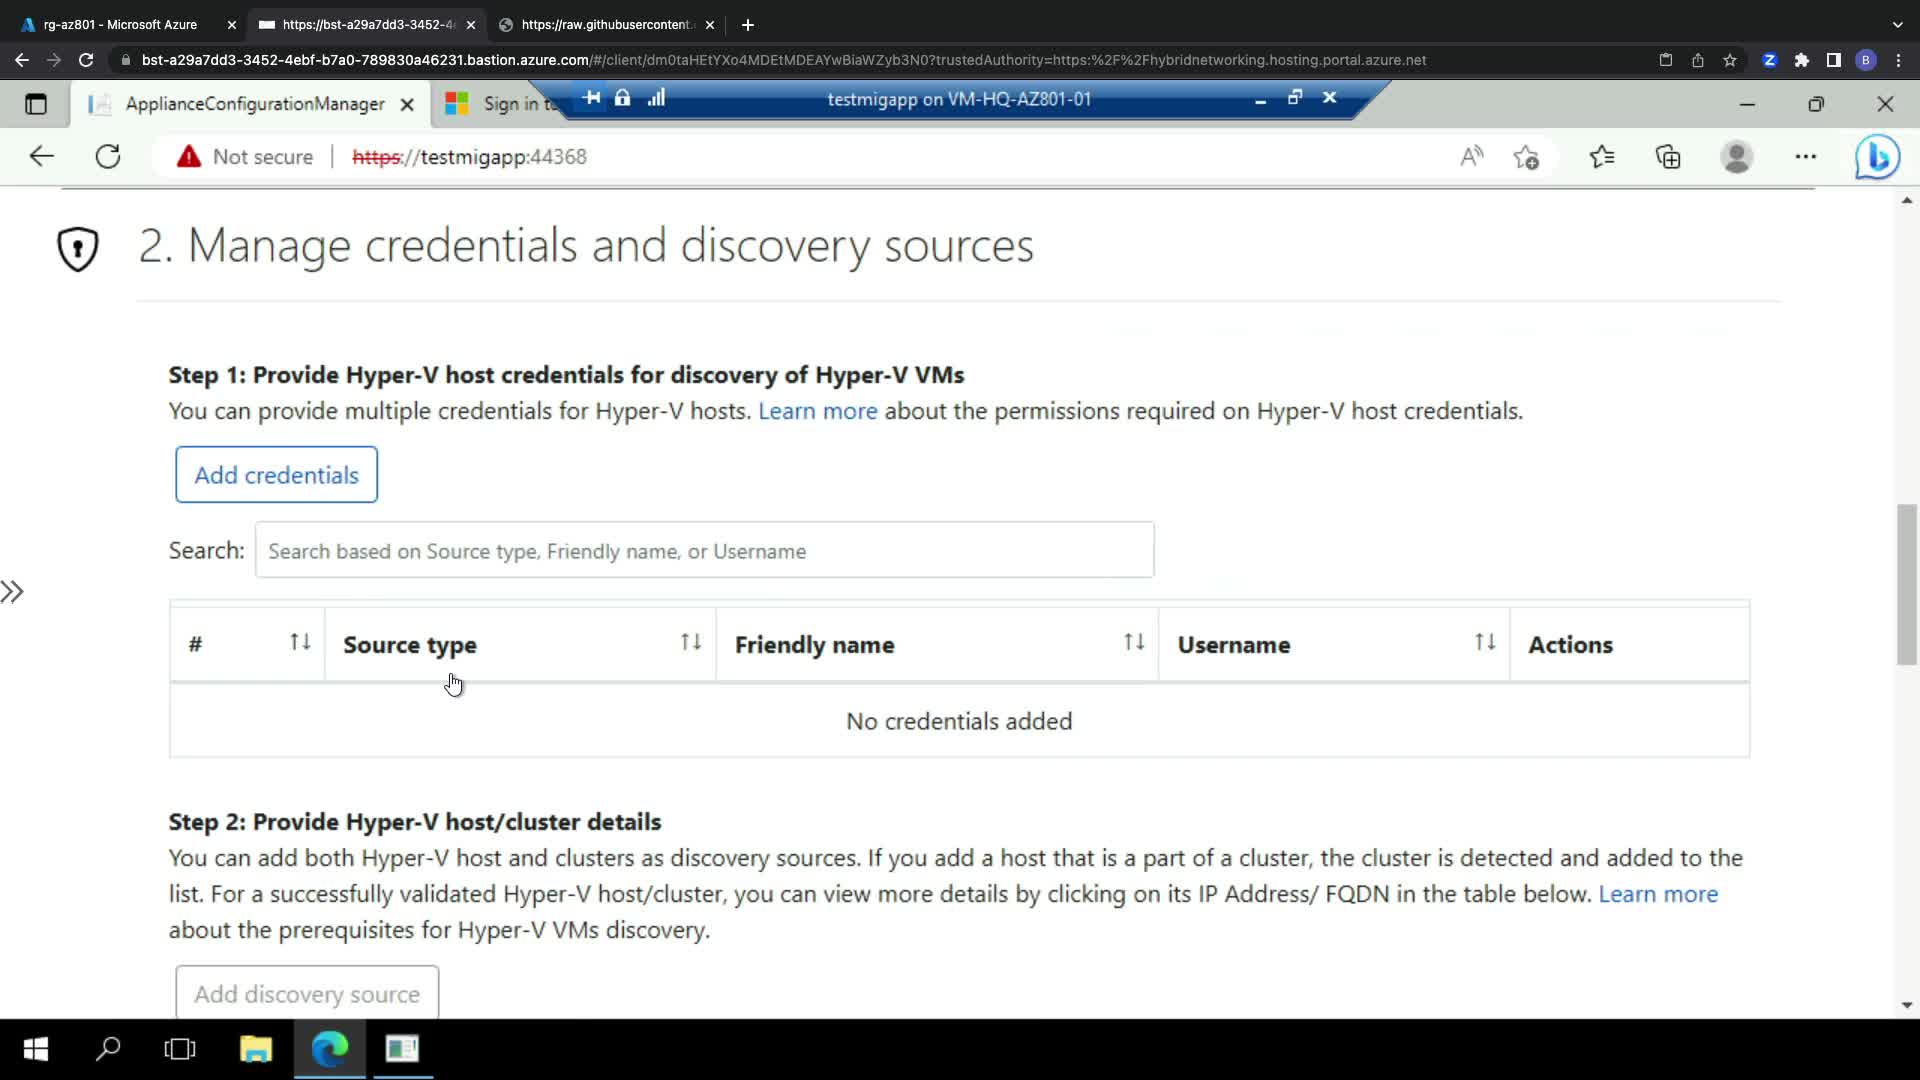 rg-az801 - Microsoft Azure
https://bst-a29a7dd3-3452-4e
https://raw.githubusercontent.
bst-a29a7dd3-3452-4ebf-b7a0-789830a46231.bastion.azure.com/#/client/dm0taHEtYXo4MDEtMDEAYwBiaWZyb3N0?trustedAuthority=https:%2F%2Fhybridnetworking.hosting.portal.azure.net
B
ApplianceConfigurationManager
Sign in to
testmigapp on VM-HQ-AZ801-01
Not secure
https://testmigapp:44368
2. Manage credentials and discovery sources
Step 1: Provide Hyper-V host credentials for discovery of Hyper-V VMs
You can provide multiple credentials for Hyper-V hosts. Learn more about the permissions required on Hyper-V host credentials.
Add credentials
Search: Search based on Source type, Friendly name, or Username
# Source type Friendly name Username Actions
No credentials added
Step 2: Provide Hyper-V host/cluster details
You can add both Hyper-V host and clusters as discovery sources. If you add a host that is a part of a cluster, the cluster is detected and added to the
list. For a successfully validated Hyper-V host/cluster, you can view more details by clicking on its IP Address/ FQDN in the table below. Learn more
about the prerequisites for Hyper-V VMs discovery.
Add discovery source